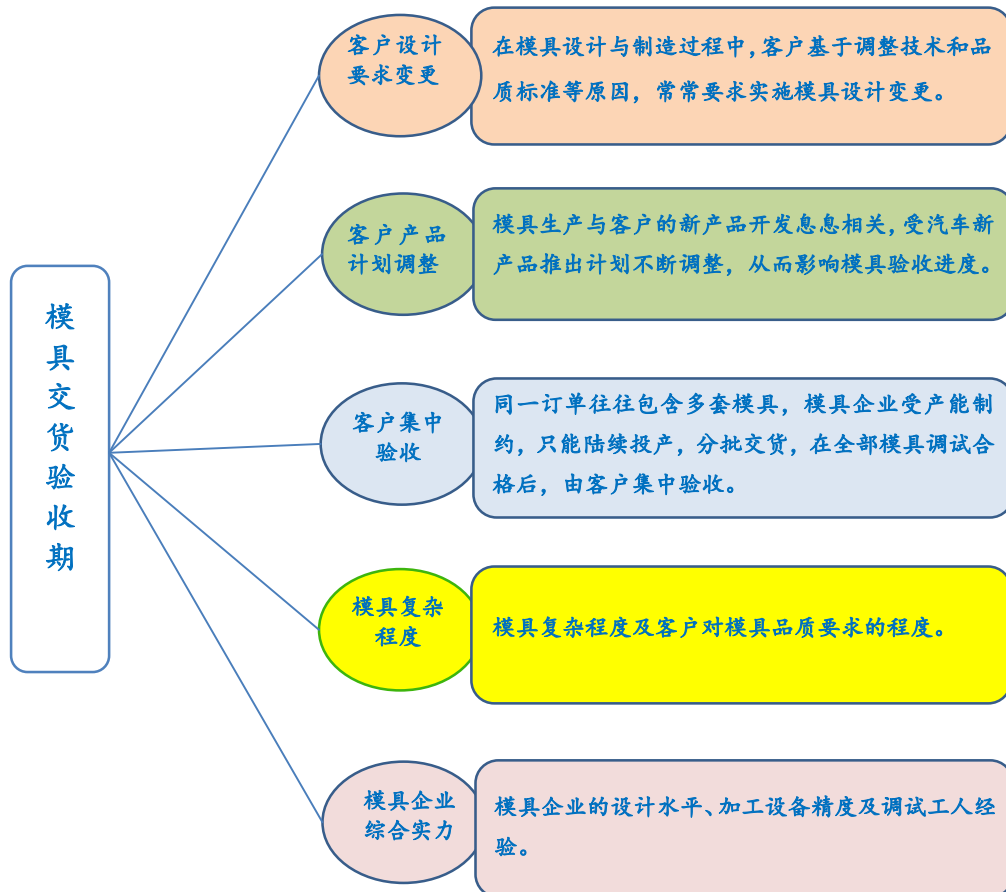 模具交货验收期
客户设计
要求变更
在模具设计与制造过程中,客户基于调整技术和品
质标准等原因，常常要求实施模具设计变更。
客户产品
计划调整
模具生产与客户的新产品开发息息相关,受汽车新
产品推出计划不断调整，从而影响模具验收进度。
客户集中
验收
同一订单往往包含多套模具，模具企业受产能制
约，只能陆续投产，分批交货，在全部模具调试合
格后，由客户集中验收。
模具复杂
程度
模具复杂程度及客户对模具品质要求的程度。
模具企业
综合实力
模具企业的设计水平、加工设备精度及调试工人经
验。